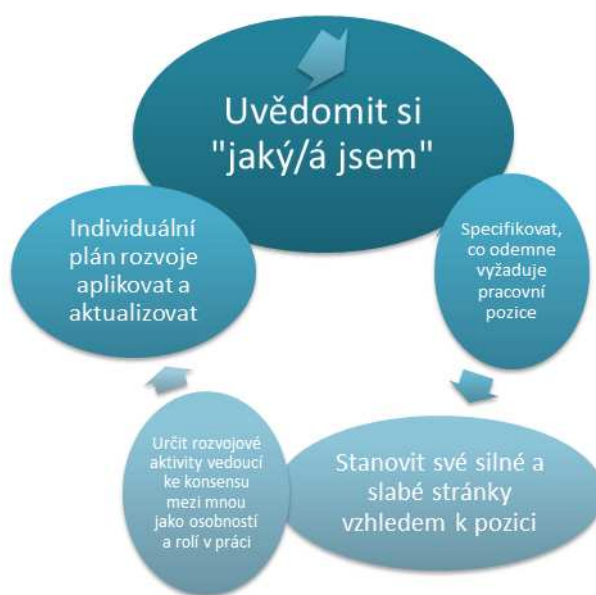 Uvědomit si
"jaký/á jsem"
Specifikovat,
co odemne
vyžaduje
pracovní
pozice
Stanovit své silné a
slabé stránky
vzhledem k pozici
Určit rozvojové
aktivity vedoucí
ke konsensu
mezi mnou
jako osobností
a rolí v práci
Individuální
plán rozvoje
aplikovat a
aktualizovat